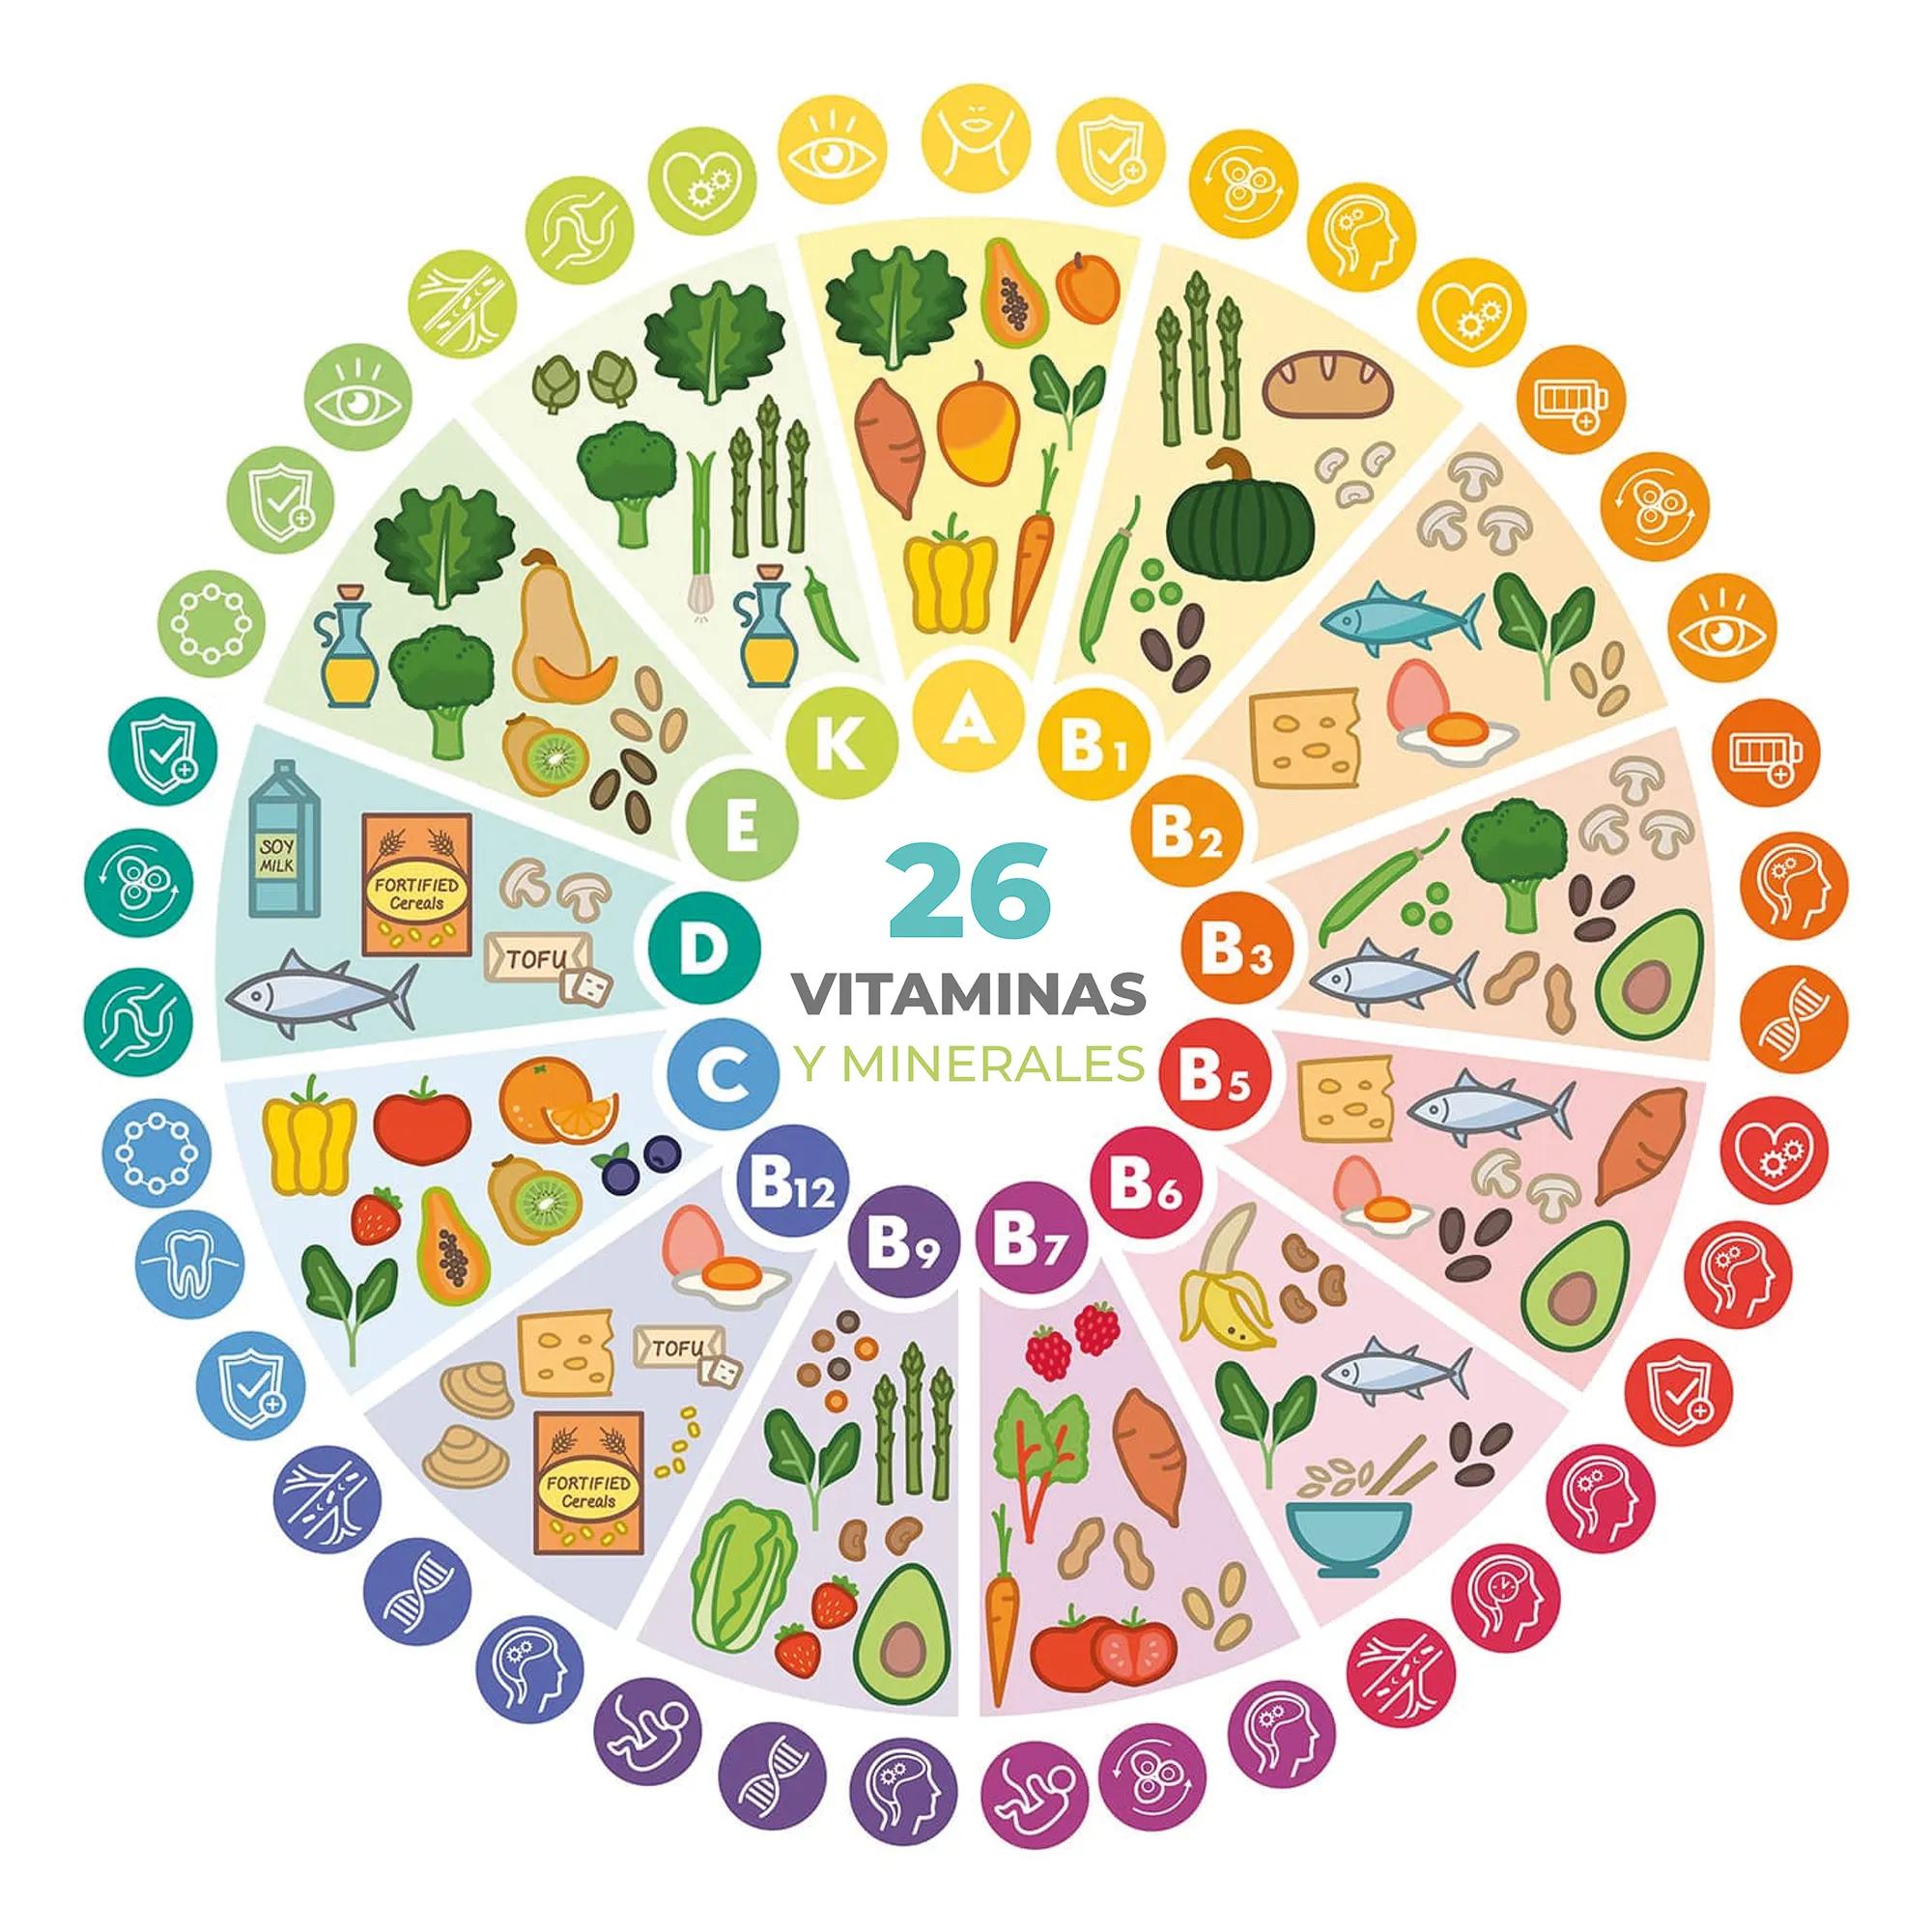 26
VITAMINAS
Y MINERALES
A
B1
B2
B3
B5
B6
B7
B9
B12
C
D
E
K
SOY
MILK
FORTIFIED
Cereals
TOFU
TOFU
FORTIFIED
Cereals